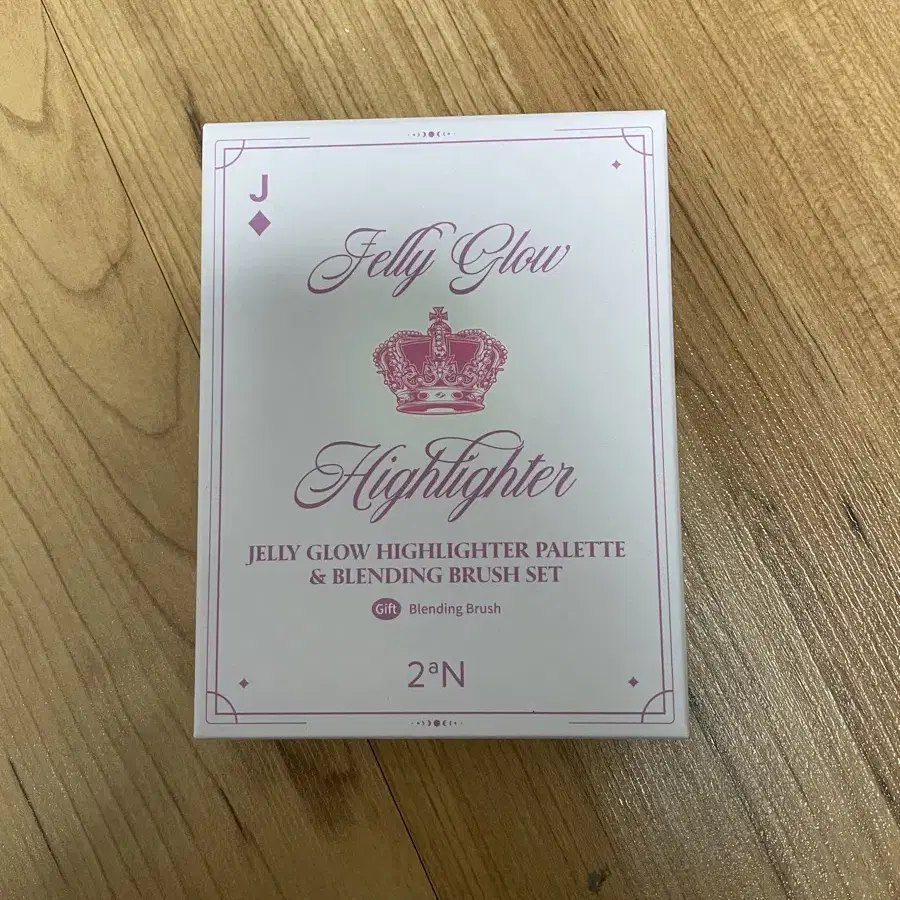 J
Jelly Glow
Highlighter
JELLY GLOW HIGHLIGHTER PALETTE
& BLENDING BRUSH SET
Gift Blending Brush
2ªN